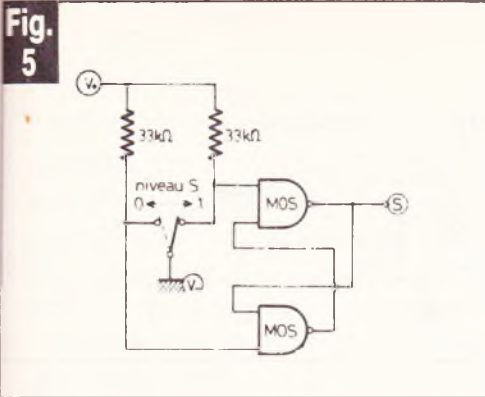 Fig.
5
V+
33kΩ
33kΩ
niveau S
0 1
MOS
S
V-
MOS